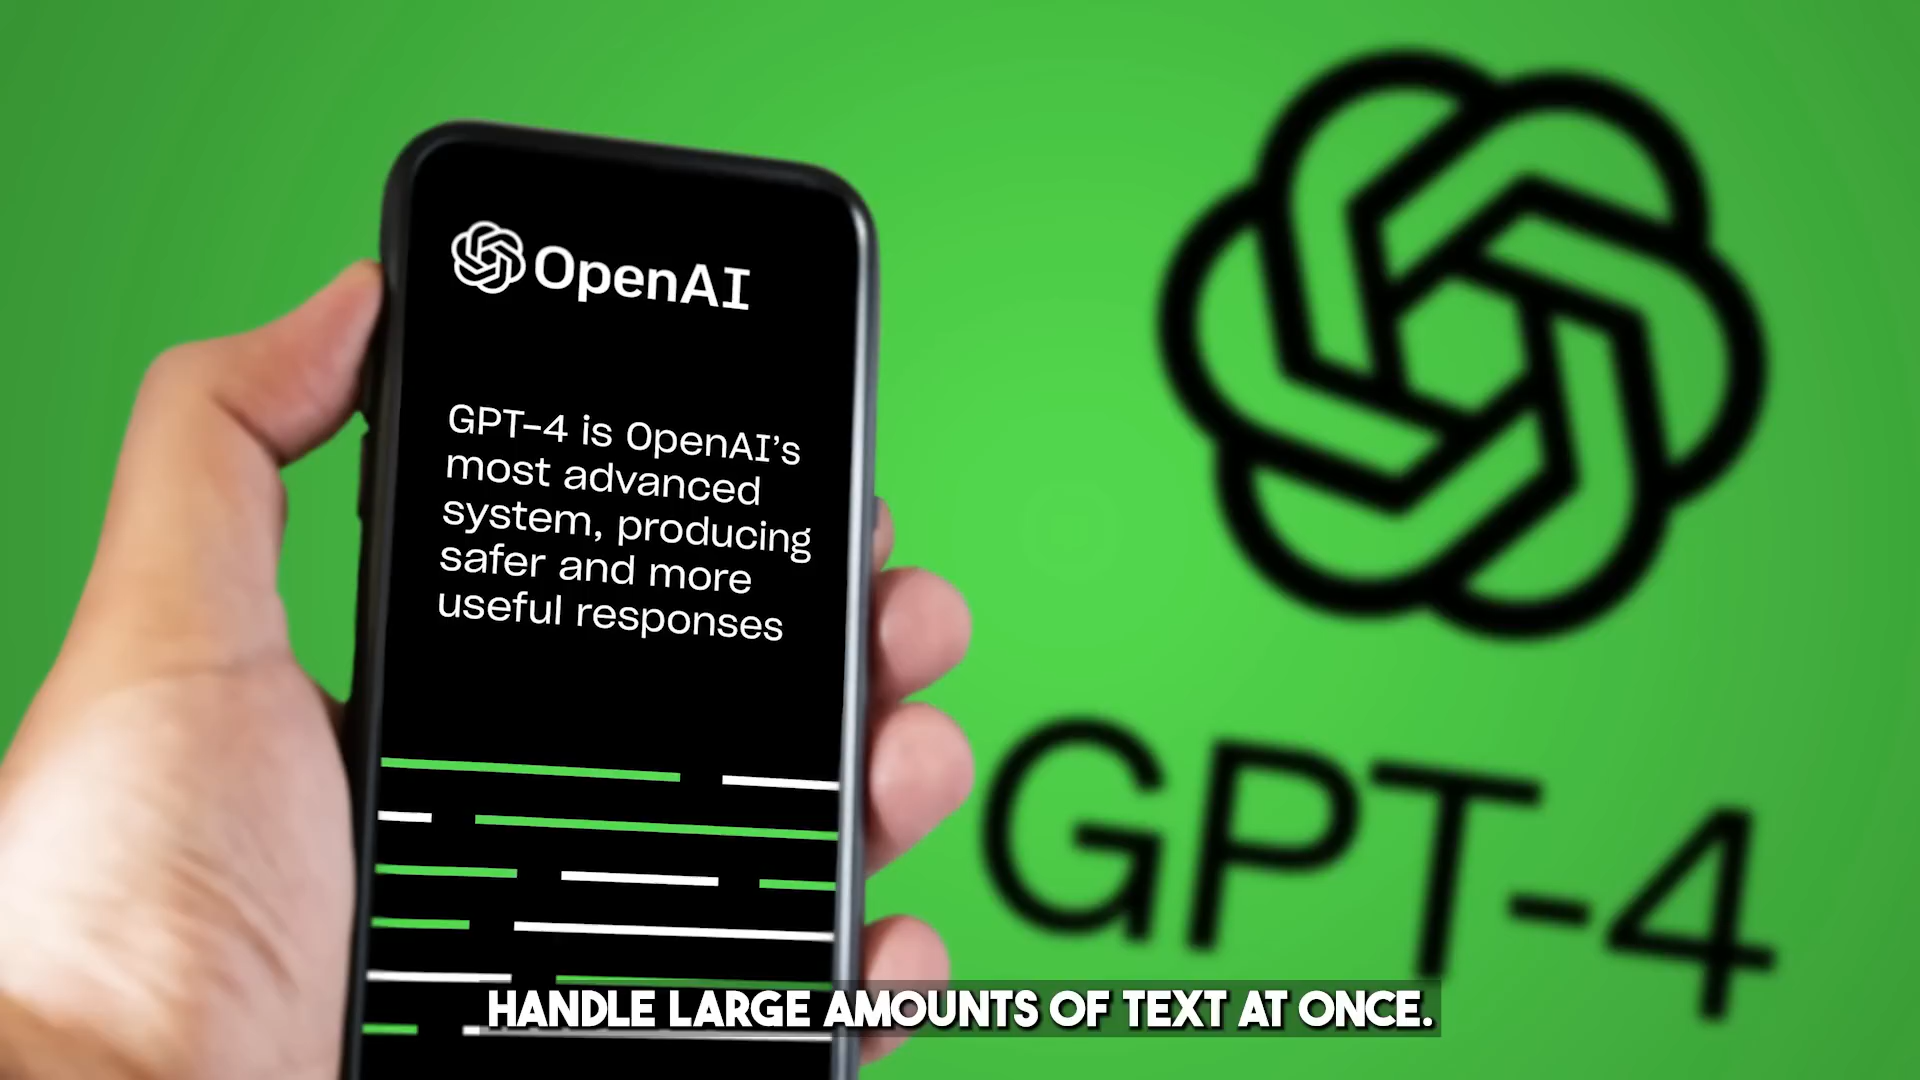 OpenAI
GPT-4 is OpenAI's
most advanced
system, producing
safer and more
useful responses
GPT-4
HANDLE LARGE AMOUNTS OF TEXT AT ONCE.